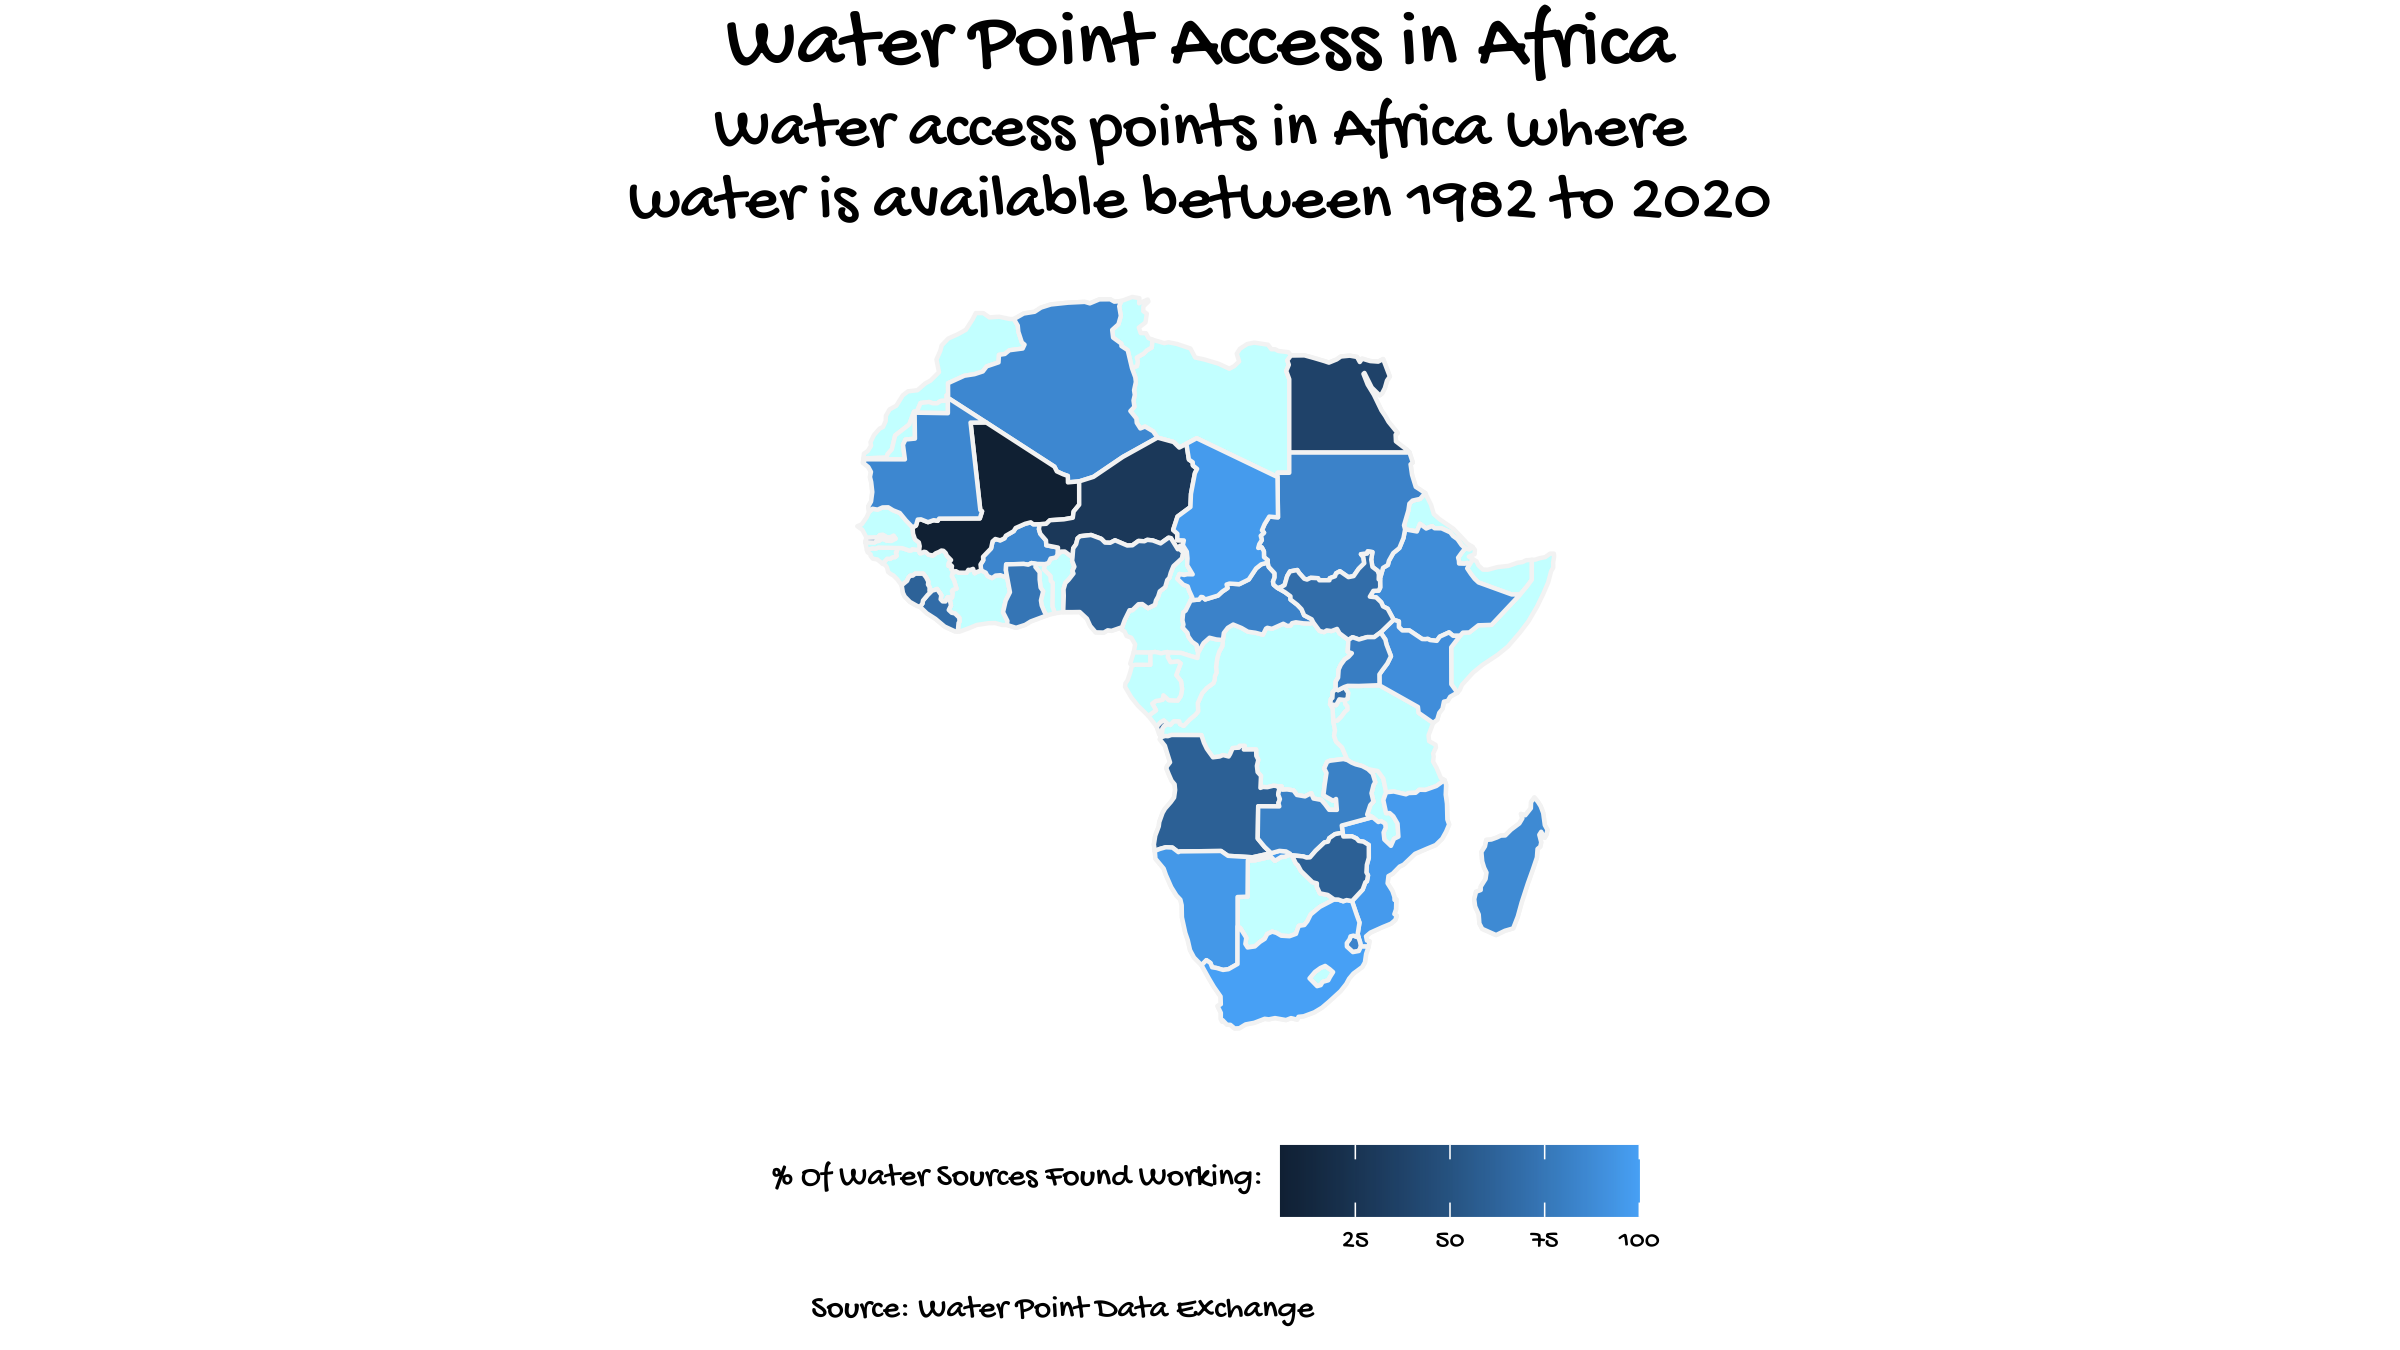 Water Point Access in Africa
Water access points in Africa where
water is available between 1982 to 2020
% Of Water Sources Found Working:
25 50 75 100
Source: Water Point Data Exchange